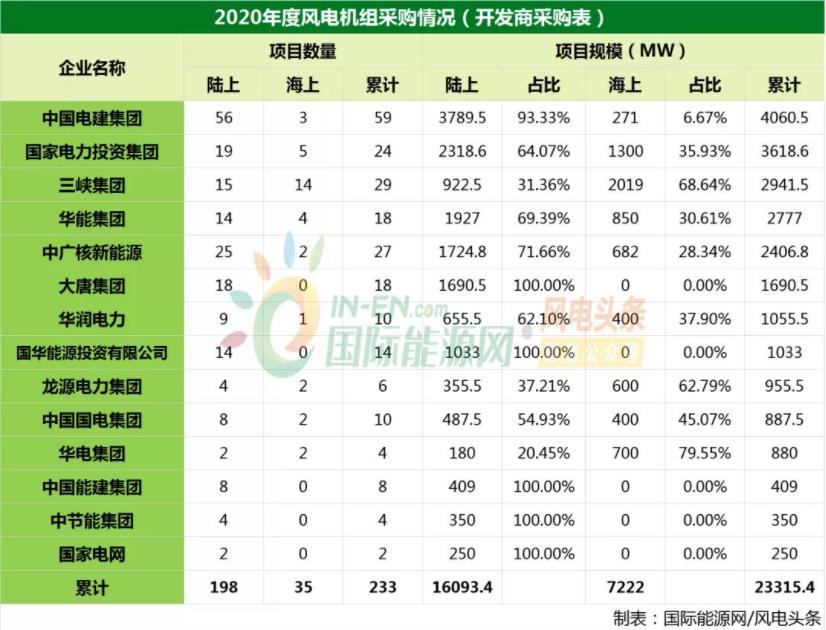 2020年度风电机组采购情况（开发商采购表）
企业名称 项目数量 项目规模（MW）
陆上 海上 累计 陆上 占比 海上 占比 累计
中国电建集团 56 3 59 3789.5 93.33% 271 6.67% 4060.5
国家电力投资集团 19 5 24 2318.6 64.07% 1300 35.93% 3618.6
三峡集团 15 14 29 922.5 31.36% 2019 68.64% 2941.5
华能集团 14 4 18 1927 69.39% 850 30.61% 2777
中广核新能源 25 2 27 1724.8 71.66% 682 28.34% 2406.8
大唐集团 18 0 18 1690.5 100.00% 0 0.00% 1690.5
华润电力 9 1 10 655.5 62.10% 400 37.90% 1055.5
国华能源投资有限公司 14 0 14 1033 100.00% 0 0.00% 1033
龙源电力集团 4 2 6 355.5 37.21% 600 62.79% 955.5
中国国电集团 8 2 10 487.5 54.93% 400 45.07% 887.5
华电集团 2 2 4 180 20.45% 700 79.55% 880
中国能建集团 8 0 8 409 100.00% 0 0.00% 409
中节能集团 4 0 4 350 100.00% 0 0.00% 350
国家电网 2 0 2 250 100.00% 0 0.00% 250
累计 198 35 233 16093.4 7222 23315.4
制表：国际能源网/风电头条
IN-EN.com
国际能源网
风电头条